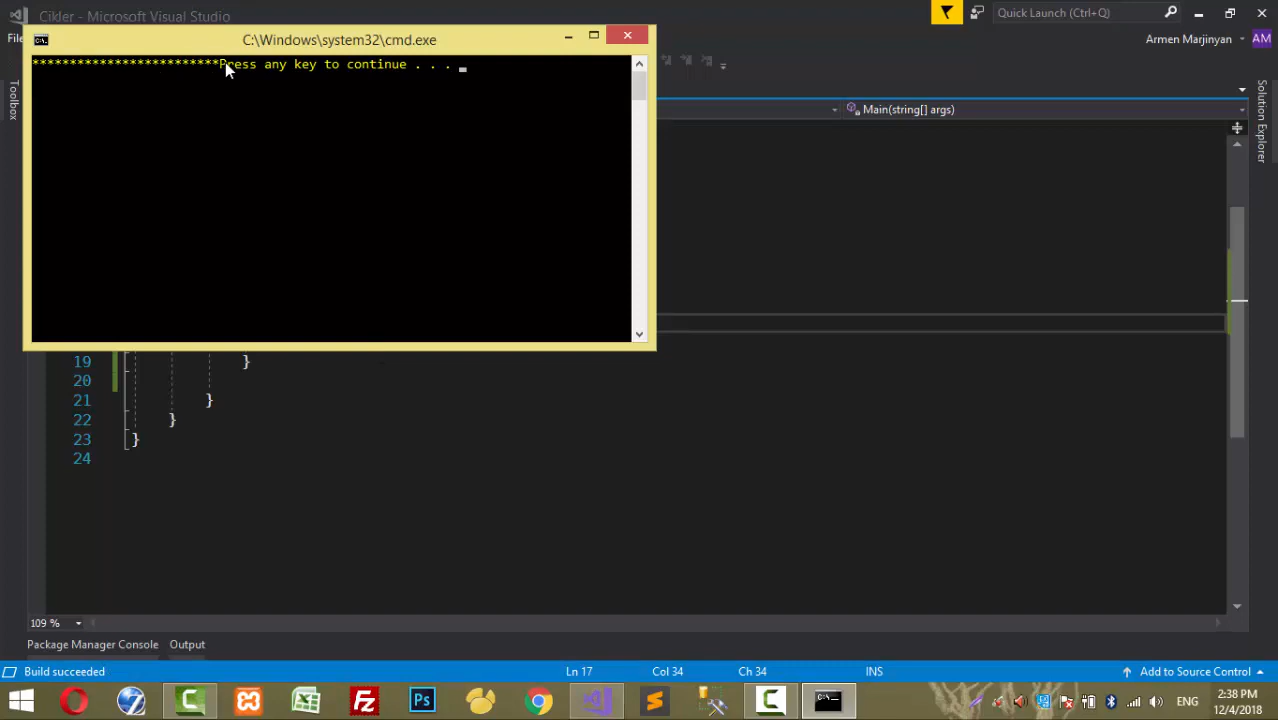 Cikler - Microsoft Visual Studio
Quick Launch (Ctrl+Q)
C:\Windows\system32\cmd.exe
Armen Marjinyan
AM
*************************Press any key to continue . . .
Toolbox
Solution Explorer
Main(string[] args)
19 }
20
21 }
22 }
23 }
24
109 %
Package Manager Console
Output
Build succeeded
Ln 17
Col 34
Ch 34
INS
Add to Source Control
Ps
ENG
2:38 PM
12/4/2018